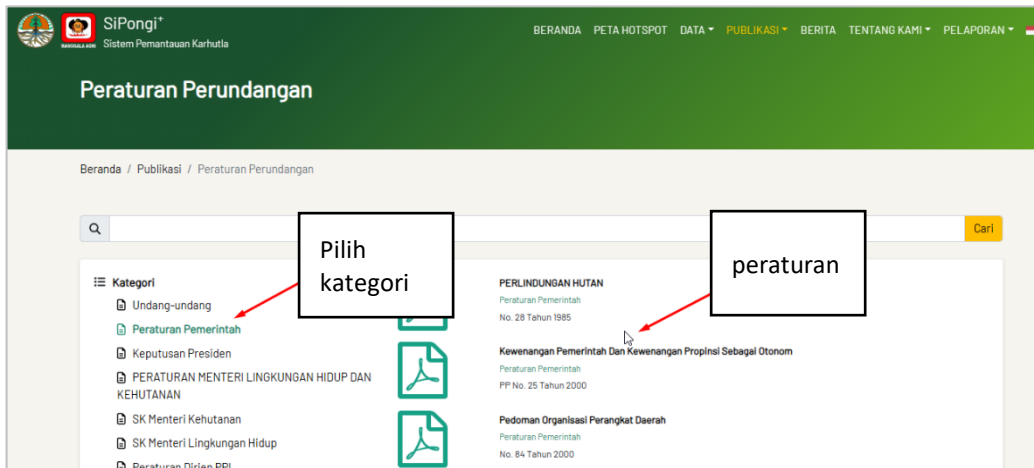 SiPongi+
Sistem Pemantauan Karhutla
BERANDA PETA HOTSPOT DATA PUBLIKASI BERITA TENTANG KAMI PELAPORAN
Peraturan Perundangan
Beranda / Publikasi / Peraturan Perundangan
Cari
Pilih
kategori
peraturan
Kategori
Undang-undang
Peraturan Pemerintah
Keputusan Presiden
PERATURAN MENTERI LINGKUNGAN HIDUP DAN
KEHUTANAN
SK Menteri Kehutanan
SK Menteri Lingkungan Hidup
Peraturan Dirjen PPI
PERLINDUNGAN HUTAN
Peraturan Pemerintah
No. 28 Tahun 1985
Kewenangan Pemerintah Dan Kewenangan Propinsi Sebagai Otonom
Peraturan Pemerintah
PP No. 25 Tahun 2000
Pedoman Organisasi Perangkat Daerah
Peraturan Pemerintah
No. 84 Tahun 2000